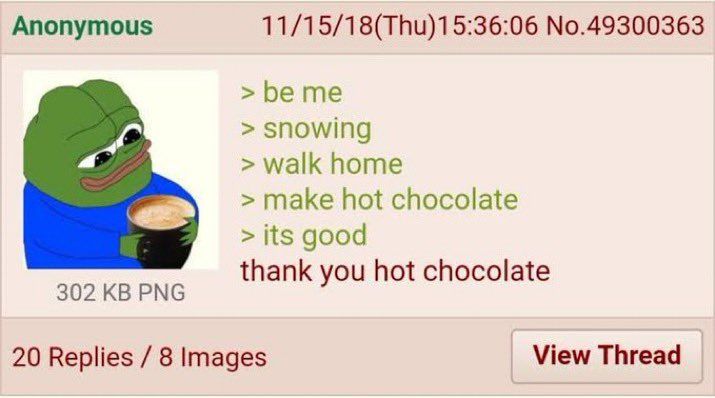 Anonymous 11/15/18(Thu)15:36:06 No.49300363
> be me
> snowing
> walk home
> make hot chocolate
> its good
thank you hot chocolate
302 KB PNG
20 Replies / 8 Images View Thread